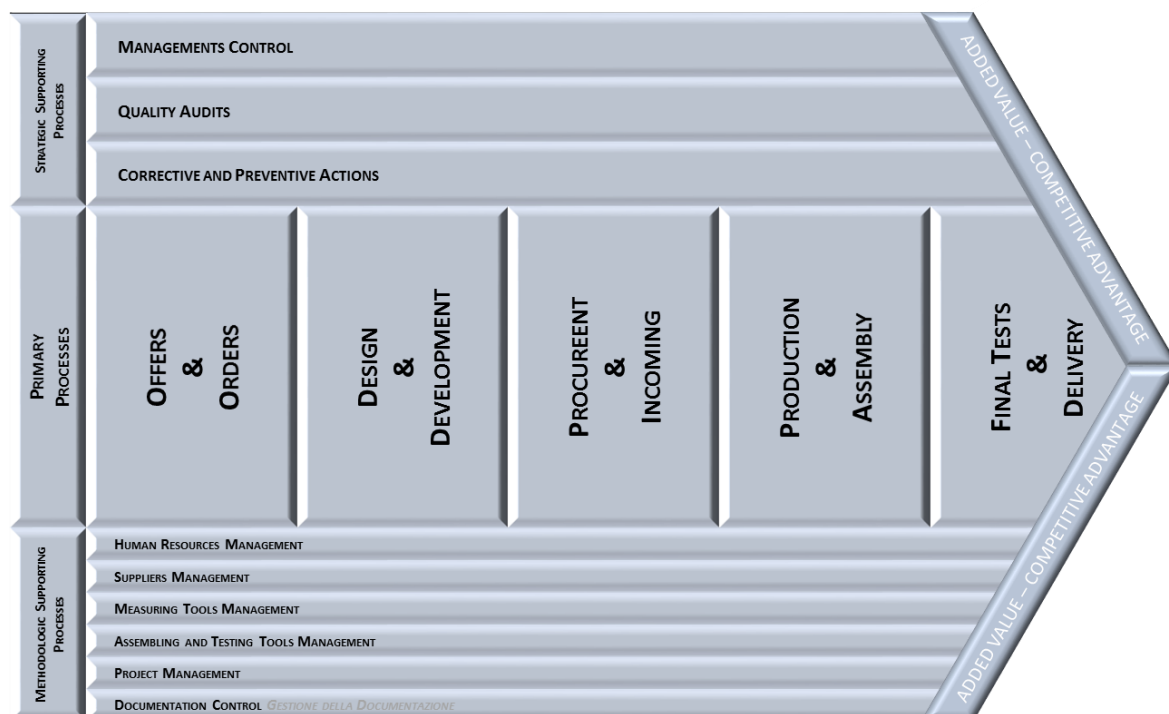 STRATEGIC SUPPORTING
PROCESSES
MANAGEMENTS CONTROL
QUALITY AUDITS
CORRECTIVE AND PREVENTIVE ACTIONS
ADDED VALUE – COMPETITIVE ADVANTAGE
PRIMARY
PROCESSES
OFFERS
&
ORDERS
DESIGN
&
DEVELOPMENT
PROCURENT
&
INCOMING
PRODUCTION
&
ASSEMBLY
FINAL TESTS
&
DELIVERY
METHODOLOGIC SUPPORTING
PROCESSES
HUMAN RESOURCES MANAGEMENT
SUPPLIERS MANAGEMENT
MEASURING TOOLS MANAGEMENT
ASSEMBLING AND TESTING TOOLS MANAGEMENT
PROJECT MANAGEMENT
DOCUMENTATION CONTROL GESTIONE DELLA DOCUMENTAZIONE
ADDED VALUE – COMPETITIVE ADVANTAGE